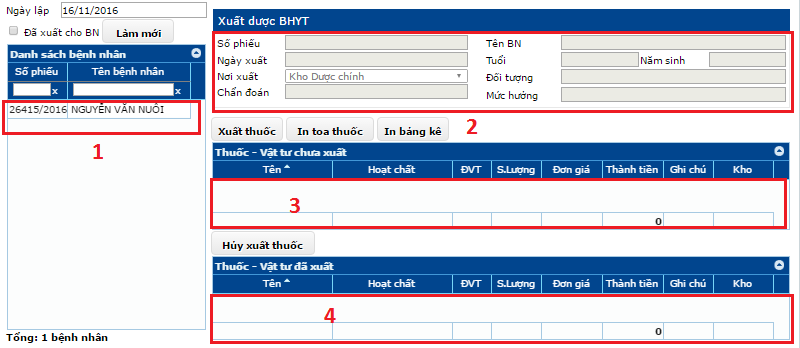 Ngày lập 16/11/2016
Đã xuất cho BN Làm mới
Danh sách bệnh nhân
Số phiếu Tên bệnh nhân
x x
26415/2016 NGUYỄN VĂN NUÔI
1
Tổng: 1 bệnh nhân
Xuất dược BHYT
Số phiếu Tên BN
Ngày xuất Tuổi Năm sinh
Nơi xuất Kho Dược chính Đối tượng
Chẩn đoán Mức hưởng
Xuất thuốc In toa thuốc In bảng kê 2
Thuốc - Vật tư chưa xuất
Tên Hoạt chất ĐVT S.Lượng Đơn giá Thành tiền Ghi chú Kho
3
0
Hủy xuất thuốc
Thuốc - Vật tư đã xuất
Tên Hoạt chất ĐVT S.Lượng Đơn giá Thành tiền Ghi chú Kho
4
0